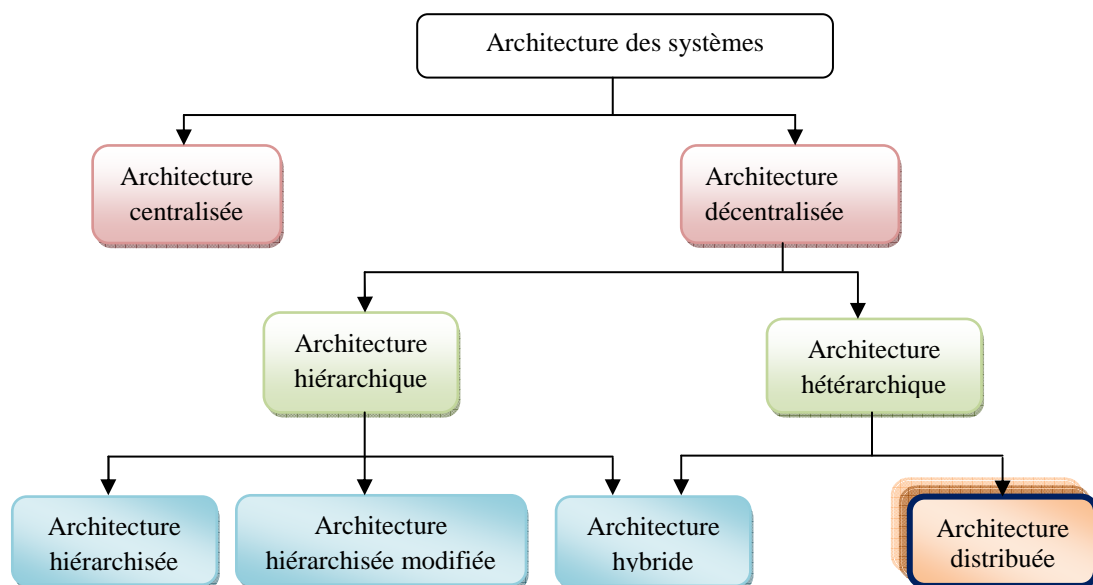 Architecture des systèmes
Architecture
centralisée
Architecture
décentralisée
Architecture
hiérarchique
Architecture
hétérarchique
Architecture
hiérarchisée
Architecture
hiérarchisée modifiée
Architecture
hybride
Architecture
distribuée